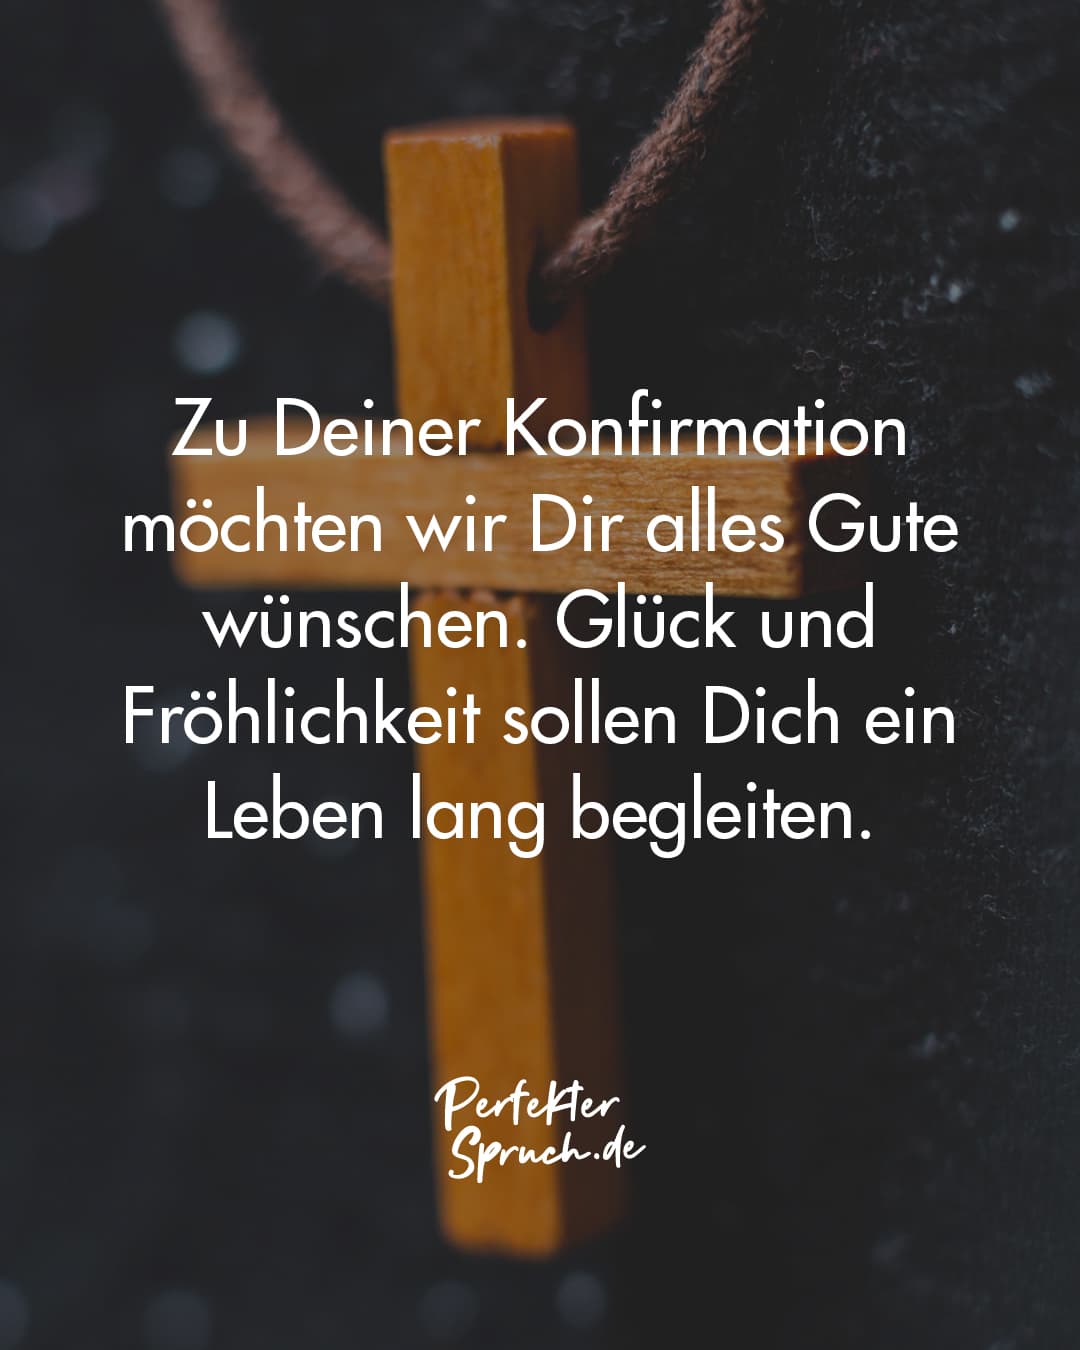 Zu Deiner Konfirmation
möchten wir Dir alles Gute
wünschen. Glück und
Fröhlichkeit sollen Dich ein
Leben lang begleiten.
Perfekter
Spruch.de